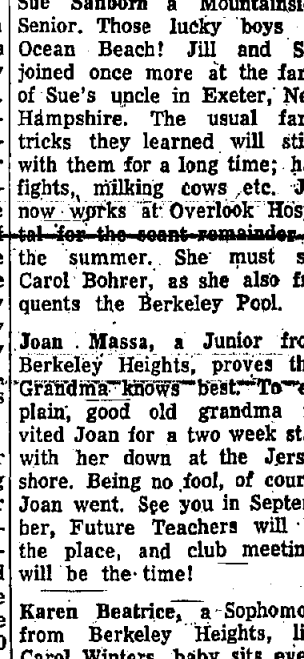 Sue Sanborn a Mountainsi
Senior. Those lucky boys
Ocean Beach! Jill and S
joined once more at the far
of Sue's uncle in Exeter, Ne
Hampshire. The usual far
tricks they learned will sti
with them for a long time; h
fights, milking cows etc. J
now works at Overlook Hos
tal for the scant remainder
the summer. She must s
Carol Bohrer, as she also f
quents the Berkeley Pool.
Joan Massa, a Junior fro
Berkeley Heights, proves th
Grandma knows best. To e
plain, good old grandma
vited Joan for a two week st
with her down at the Jers
shore. Being no fool, of cour
Joan went. See you in Septe
ber, Future Teachers will
the place, and club meetin
will be the time!
Karen Beatrice, a Sophomo
from Berkeley Heights, li
Carol Winters, baby sits eve